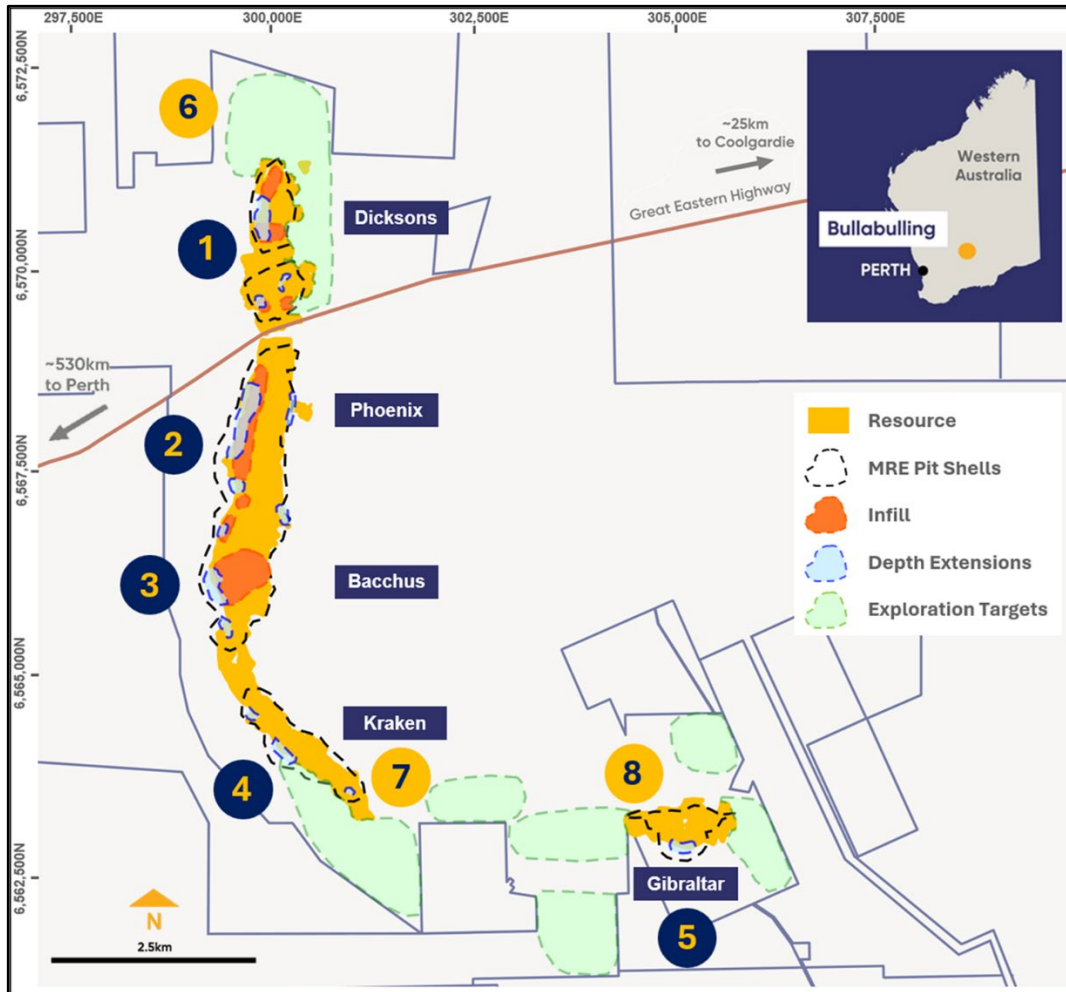 297,500E
300,000E
302,500E
305,000E
307,500E
6,572,500N
6,570,000N
6,567,500N
6,565,000N
6,562,500N
6
~25km
to Coolgardie
Great Eastern Highway
Western
Australia
Bullabulling
PERTH
Dicksons
1
~530km
to Perth
Phoenix
2
Resource
MRE Pit Shells
Infill
Depth Extensions
Exploration Targets
3
Bacchus
Kraken
4
7
8
Gibraltar
5
N
2.5km